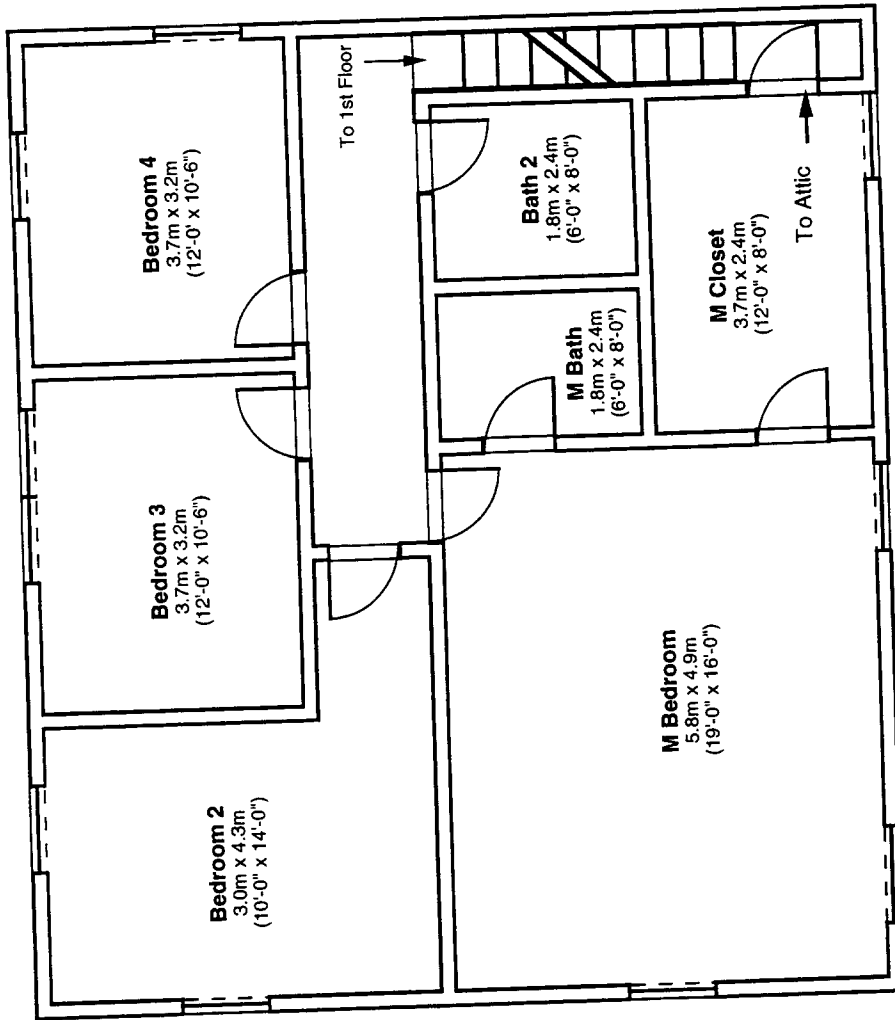 Bedroom 2
3.0m x 4.3m
(10'-0" x 14'-0")
Bedroom 3
3.7m x 3.2m
(12'-0" x 10'-6")
Bedroom 4
3.7m x 3.2m
(12'-0' x 10'-6")
To 1st Floor
M Bedroom
5.8m x 4.9m
(19'-0" x 16'-0")
M Bath
1.8m x 2.4m
(6'-0" x 8'-0")
Bath 2
1.8m x 2.4m
(6'-0" x 8'-0")
M Closet
3.7m x 2.4m
(12'-0" x 8'-0")
To Attic